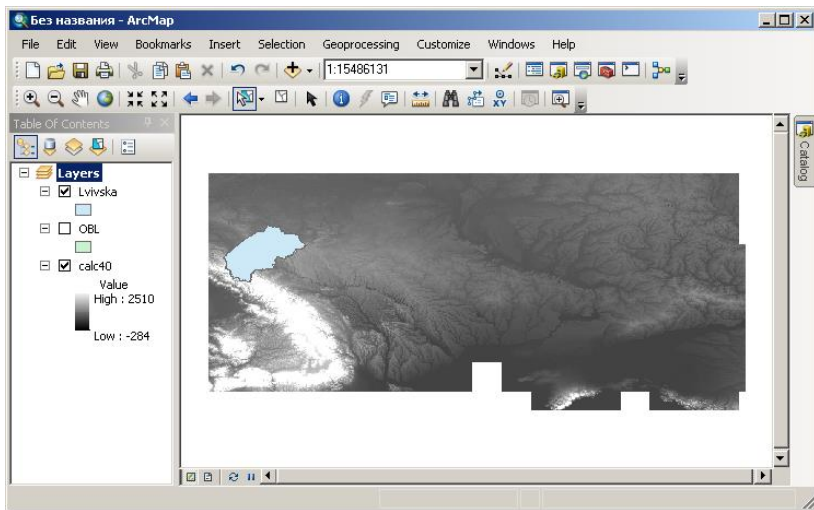 Без названия - ArcMap
File Edit View Bookmarks Insert Selection Geoprocessing Customize Windows Help
1:15486131
Table Of Contents
Layers
Lvivska
OBL
calc40
Value
High : 2510
Low : -284
Catalog